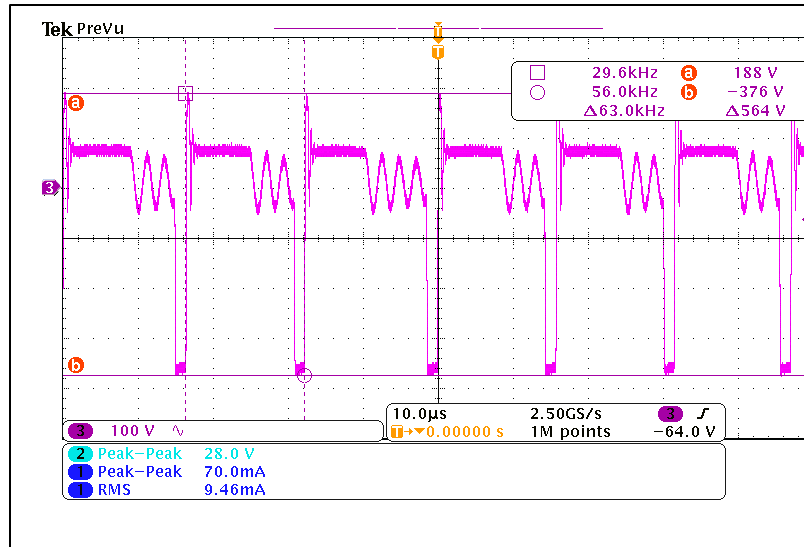 Tek PreVu
T
T
29.6kHz a 188 V
56.0kHz b −376 V
Δ63.0kHz Δ564 V
a
3
b
3 100 V ∿
10.0µs 2.50GS/s 3
T→▼0.00000 s 1M points −64.0 V
2 Peak−Peak 28.0 V
1 Peak−Peak 70.0mA
1 RMS 9.46mA